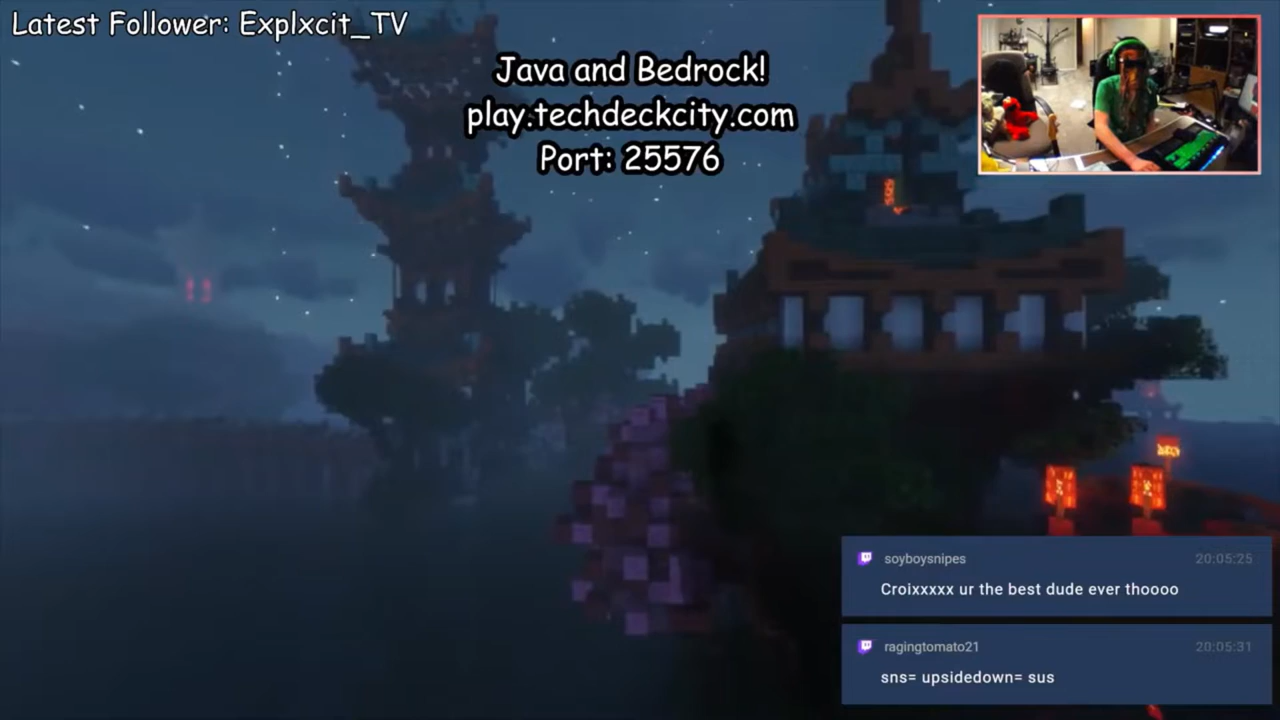 Latest Follower: Explxcit_TV
Java and Bedrock!
play.techdeckcity.com
Port: 25576
soyboysnipes 20:05:25
Croixxxxx ur the best dude ever thoooo
ragingtomato21 20:05:31
sns= upsidedown= sus